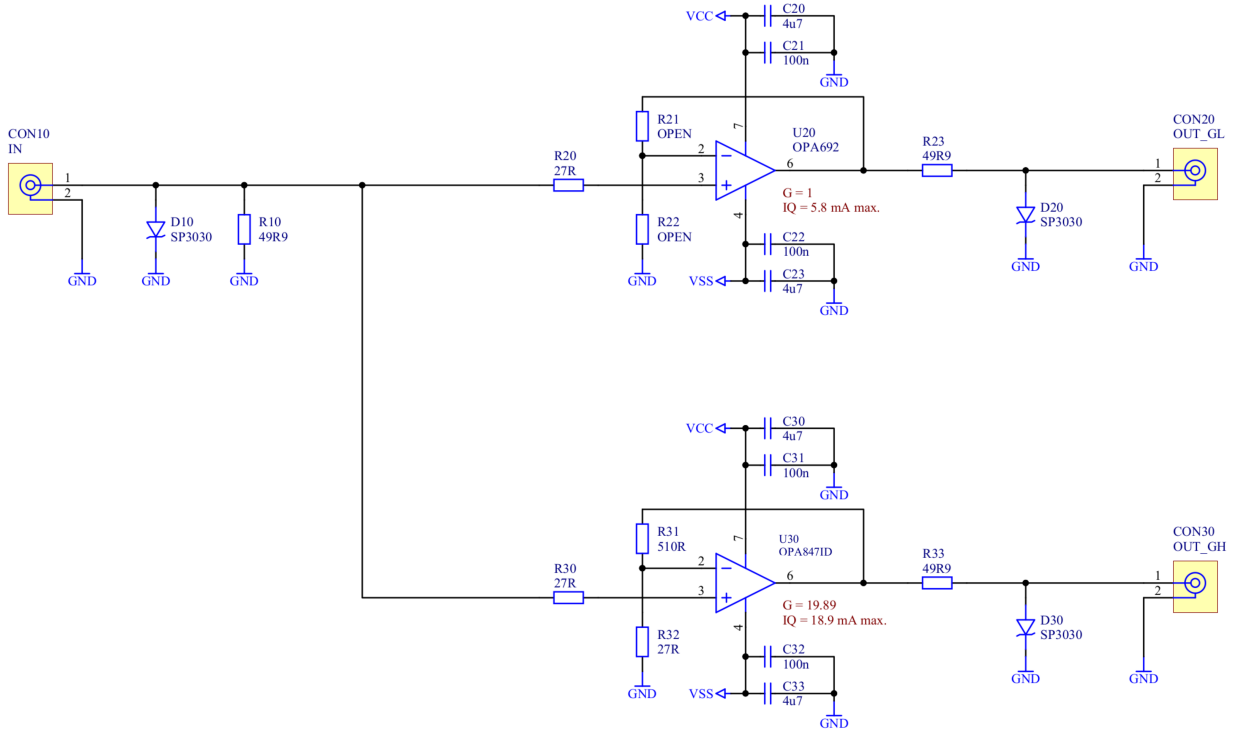 VCC
C20
4u7
C21
100n
GND
CON10
IN
1
2
GND
D10
SP3030
GND
R10
49R9
GND
R20
27R
R21
OPEN
R22
OPEN
GND
2
3
7
4
6
U20
OPA692
G = 1
IQ = 5.8 mA max.
C22
100n
VSS
C23
4u7
GND
R23
49R9
D20
SP3030
GND
CON20
OUT_GL
1
2
GND
VCC
C30
4u7
C31
100n
GND
R30
27R
R31
510R
R32
27R
GND
2
3
7
4
6
U30
OPA847ID
G = 19.89
IQ = 18.9 mA max.
C32
100n
VSS
C33
4u7
GND
R33
49R9
D30
SP3030
GND
CON30
OUT_GH
1
2
GND